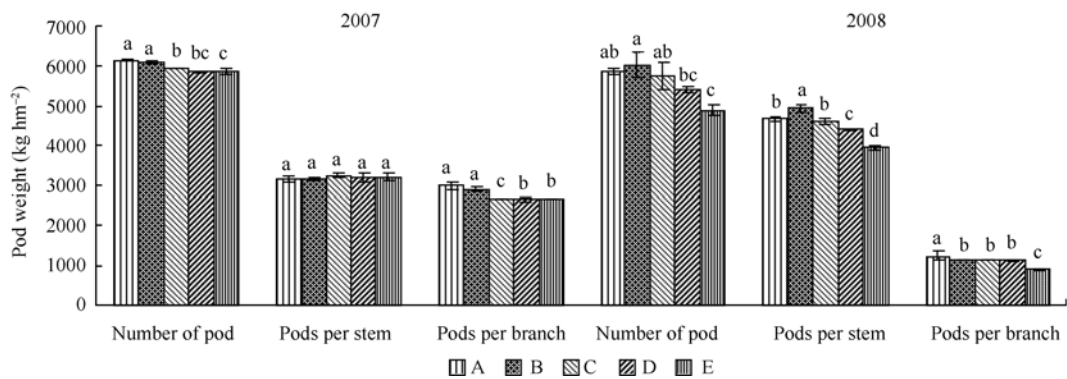 2007 2008
Pod weight (kg hm⁻²)
7000
6000
5000
4000
3000
2000
1000
0
a a b bc c
a a a a a
a a c b b
ab a ab bc c
b a b c d
a b b b c
Number of pod Pods per stem Pods per branch Number of pod Pods per stem Pods per branch
A B C D E